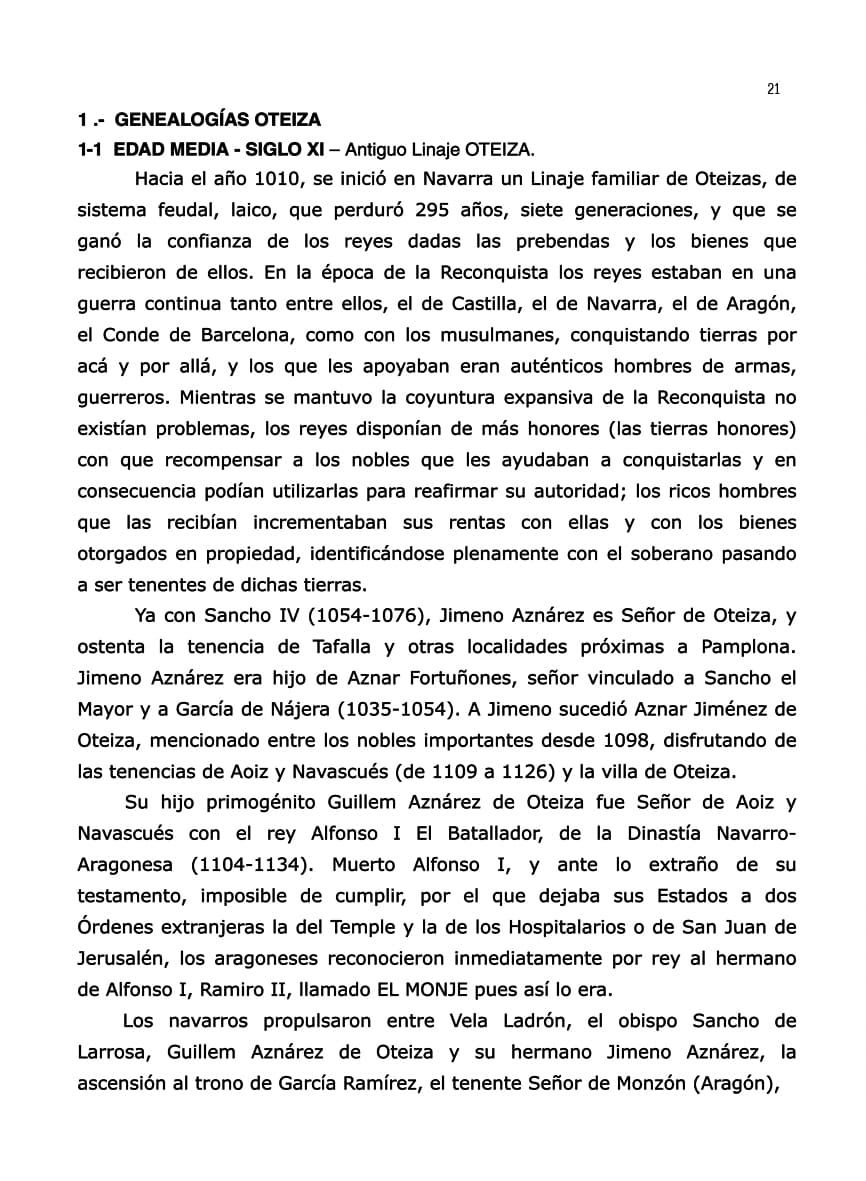 21
1 .- GENEALOGÍAS OTEIZA
1-1 EDAD MEDIA - SIGLO XI – Antiguo Linaje OTEIZA.
Hacia el año 1010, se inició en Navarra un Linaje familiar de Oteizas, de
sistema feudal, laico, que perduró 295 años, siete generaciones, y que se
ganó la confianza de los reyes dadas las prebendas y los bienes que
recibieron de ellos. En la época de la Reconquista los reyes estaban en una
guerra continua tanto entre ellos, el de Castilla, el de Navarra, el de Aragón,
el Conde de Barcelona, como con los musulmanes, conquistando tierras por
acá y por allá, y los que les apoyaban eran auténticos hombres de armas,
guerreros. Mientras se mantuvo la coyuntura expansiva de la Reconquista no
existían problemas, los reyes disponían de más honores (las tierras honores)
con que recompensar a los nobles que les ayudaban a conquistarlas y en
consecuencia podían utilizarlas para reafirmar su autoridad; los ricos hombres
que las recibían incrementaban sus rentas con ellas y con los bienes
otorgados en propiedad, identificándose plenamente con el soberano pasando
a ser tenentes de dichas tierras.
Ya con Sancho IV (1054-1076), Jimeno Aznárez es Señor de Oteiza, y
ostenta la tenencia de Tafalla y otras localidades próximas a Pamplona.
Jimeno Aznárez era hijo de Aznar Fortuñones, señor vinculado a Sancho el
Mayor y a García de Nájera (1035-1054). A Jimeno sucedió Aznar Jiménez de
Oteiza, mencionado entre los nobles importantes desde 1098, disfrutando de
las tenencias de Aoiz y Navascués (de 1109 a 1126) y la villa de Oteiza.
Su hijo primogénito Guillem Aznárez de Oteiza fue Señor de Aoiz y
Navascués con el rey Alfonso I El Batallador, de la Dinastía Navarro-
Aragonesa (1104-1134). Muerto Alfonso I, y ante lo extraño de su
testamento, imposible de cumplir, por el que dejaba sus Estados a dos
Órdenes extranjeras la del Temple y la de los Hospitalarios o de San Juan de
Jerusalén, los aragoneses reconocieron inmediatamente por rey al hermano
de Alfonso I, Ramiro II, llamado EL MONJE pues así lo era.
Los navarros propulsaron entre Vela Ladrón, el obispo Sancho de
Larrosa, Guillem Aznárez de Oteiza y su hermano Jimeno Aznárez, la
ascensión al trono de García Ramírez, el tenente Señor de Monzón (Aragón),